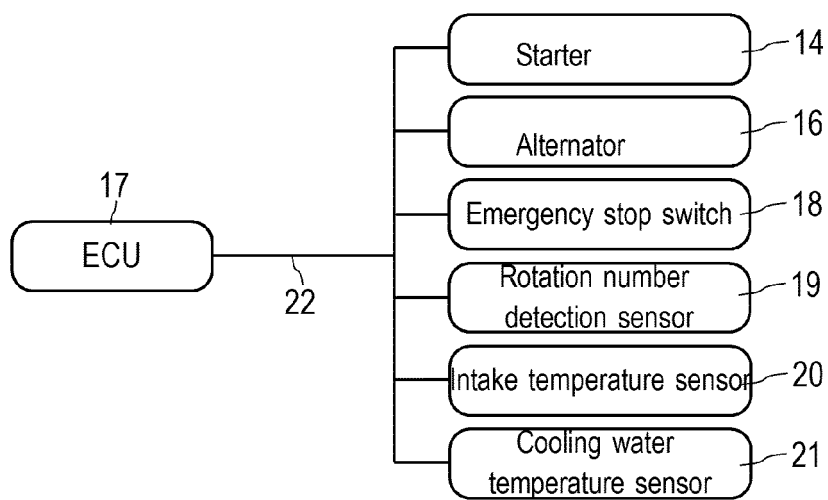 Starter
14
Alternator
16
17
ECU
22
Emergency stop switch
18
Rotation number
detection sensor
19
Intake temperature sensor
20
Cooling water
temperature sensor
21